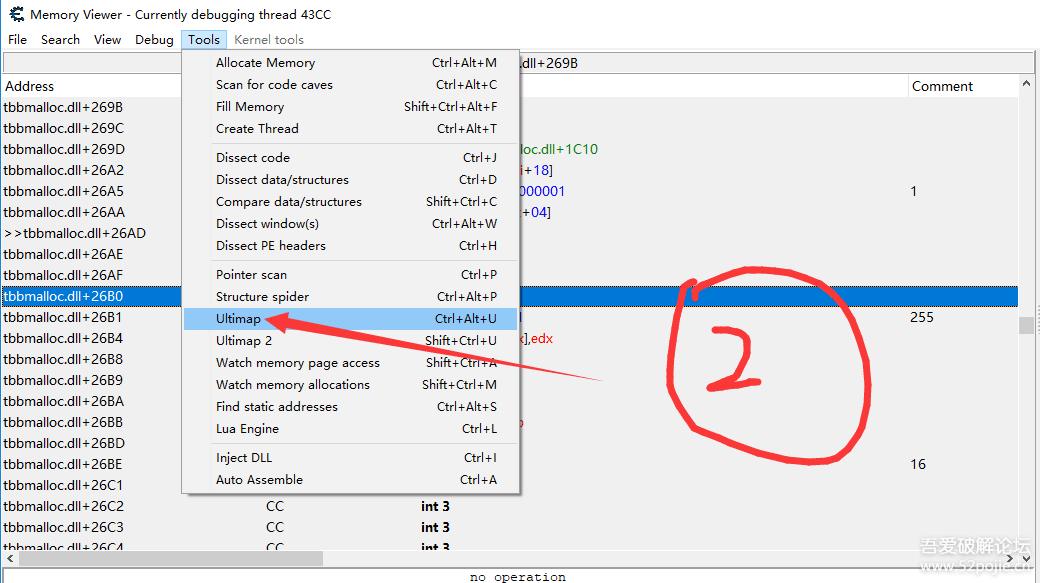 Memory Viewer - Currently debugging thread 43CC
File Search View Debug Tools Kernel tools
.dll+269B
Address Comment
Allocate Memory Ctrl+Alt+M
Scan for code caves Ctrl+Alt+C
tbbmalloc.dll+269B Fill Memory Shift+Ctrl+Alt+F
tbbmalloc.dll+269C Create Thread Ctrl+Alt+T
tbbmalloc.dll+269D Dissect code Ctrl+J loc.dll+1C10
tbbmalloc.dll+26A2 Dissect data/structures Ctrl+D i+18]
tbbmalloc.dll+26A5 Compare data/structures Shift+Ctrl+C 000001 1
tbbmalloc.dll+26AA Dissect window(s) Ctrl+Alt+W +04]
>>tbbmalloc.dll+26AD Dissect PE headers Ctrl+H
tbbmalloc.dll+26AE
tbbmalloc.dll+26AF Pointer scan Ctrl+P
tbbmalloc.dll+26B0 Structure spider Ctrl+Alt+P
tbbmalloc.dll+26B1 Ultimap Ctrl+Alt+U 255
tbbmalloc.dll+26B4 Ultimap 2 Shift+Ctrl+U ],edx
tbbmalloc.dll+26B8 Watch memory page access Shift+Ctrl+A
tbbmalloc.dll+26B9 Watch memory allocations Shift+Ctrl+M
tbbmalloc.dll+26BA Find static addresses Ctrl+Alt+S
tbbmalloc.dll+26BB Lua Engine Ctrl+L
tbbmalloc.dll+26BD
tbbmalloc.dll+26BE Inject DLL Ctrl+I 16
tbbmalloc.dll+26C1 Auto Assemble Ctrl+A
tbbmalloc.dll+26C2 CC int 3
tbbmalloc.dll+26C3 CC int 3
tbbmalloc.dll+26C4 CC int 3
no operation
2
吾爱破解论坛
www.52pojie.cn